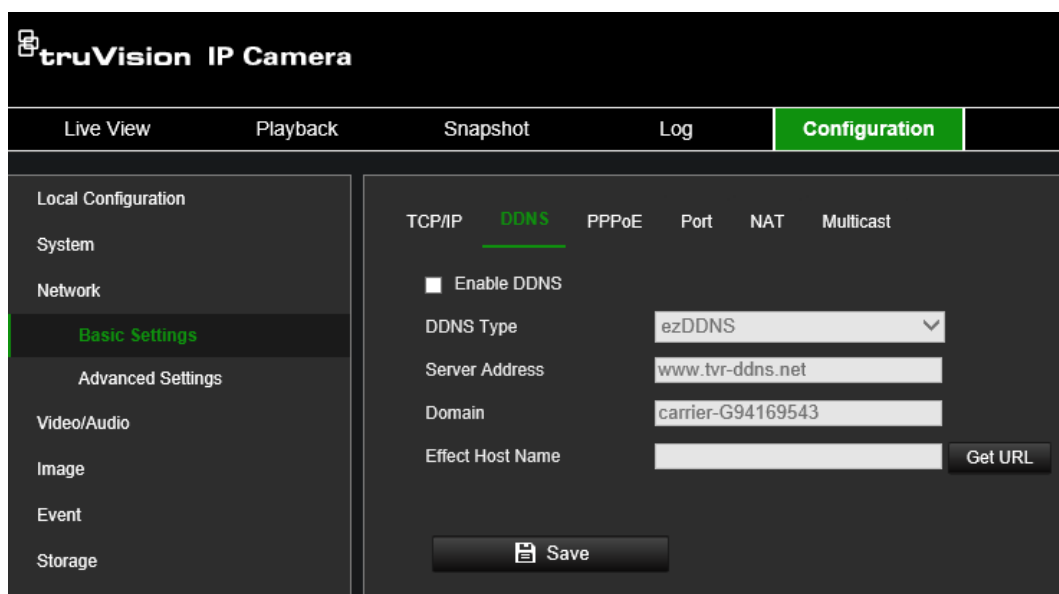 truVision IP Camera
Live View Playback Snapshot Log Configuration
Local Configuration
System
Network
Basic Settings
Advanced Settings
Video/Audio
Image
Event
Storage
TCP/IP DDNS PPPoE Port NAT Multicast
Enable DDNS
DDNS Type ezDDNS
Server Address www.tvr-ddns.net
Domain carrier-G94169543
Effect Host Name Get URL
Save